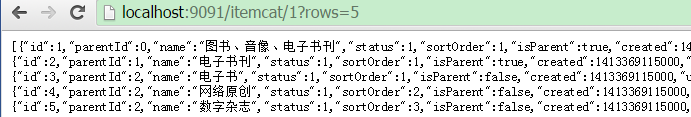 localhost:9091/itemcat/1?rows=5
[{"id":1,"parentId":0,"name":"图书、音像、电子书刊","status":1,"sortOrder":1,"isParent":true,"created":14
{"id":2,"parentId":1,"name":"电子书刊","status":1,"sortOrder":1,"isParent":true,"created":1413369115000,
{"id":3,"parentId":2,"name":"电子书","status":1,"sortOrder":1,"isParent":false,"created":1413369115000,"u
{"id":4,"parentId":2,"name":"网络原创","status":1,"sortOrder":2,"isParent":false,"created":1413369115000,
{"id":5,"parentId":2,"name":"数字杂志","status":1,"sortOrder":3,"isParent":false,"created":1413369115000,